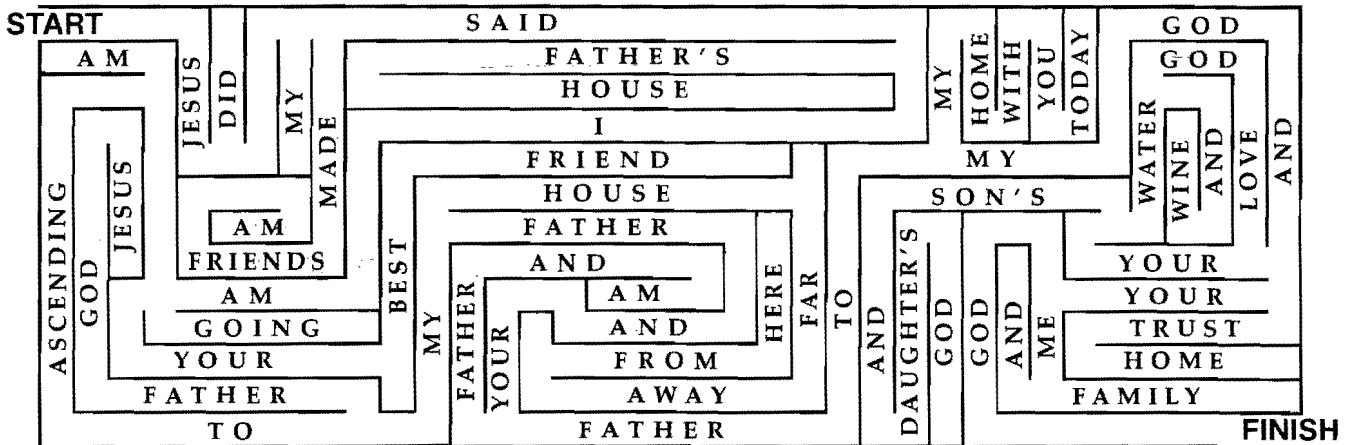 START
SAID
GOD
AM
FATHER'S
GOD
JESUS
DID
MY
MADE
HOUSE
MY
HOME
WITH
YOU
TODAY
I
WATER
WINE
AND
LOVE
AND
FRIEND
MY
ASCENDING
GOD
JESUS
HOUSE
SON'S
AM
FATHER
FRIENDS
BEST
AND
YOUR
AM
AM
HERE
FAR
TO
AND
DAUGHTER'S
GOD
GOD
AND
ME
YOUR
GOING
MY
FATHER
YOUR
AND
TRUST
YOUR
FROM
HOME
FATHER
AWAY
FAMILY
TO
FATHER
FINISH